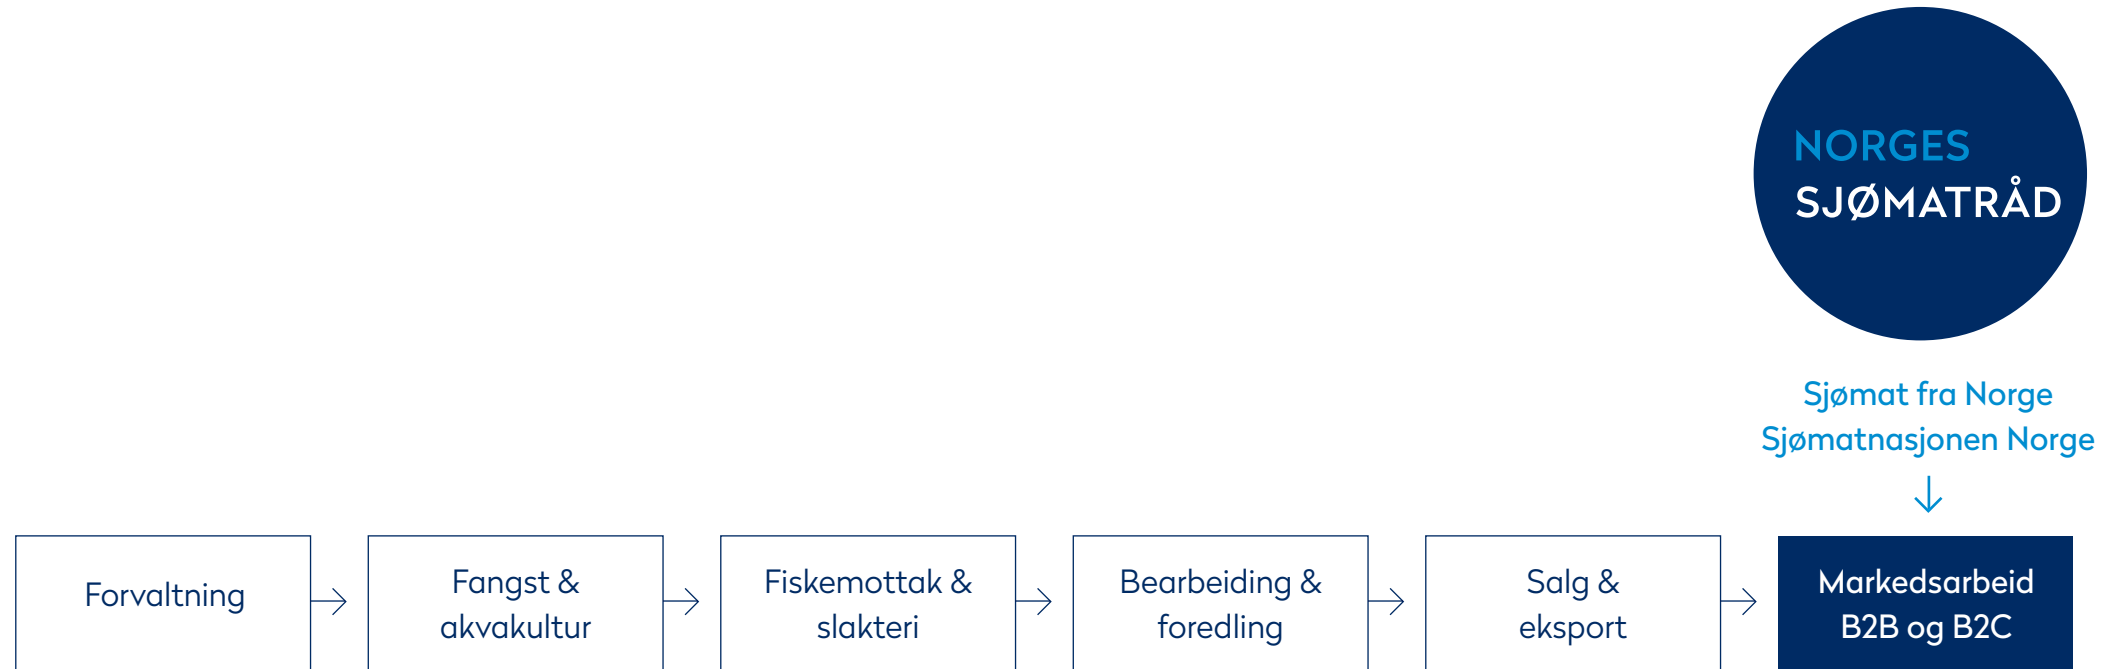 NORGES
SJØMATRÅD
Sjømat fra Norge
Sjømatnasjonen Norge
Forvaltning
Fangst &
akvakultur
Fiskemottak &
slakteri
Bearbeiding &
foredling
Salg &
eksport
Markedsarbeid
B2B og B2C